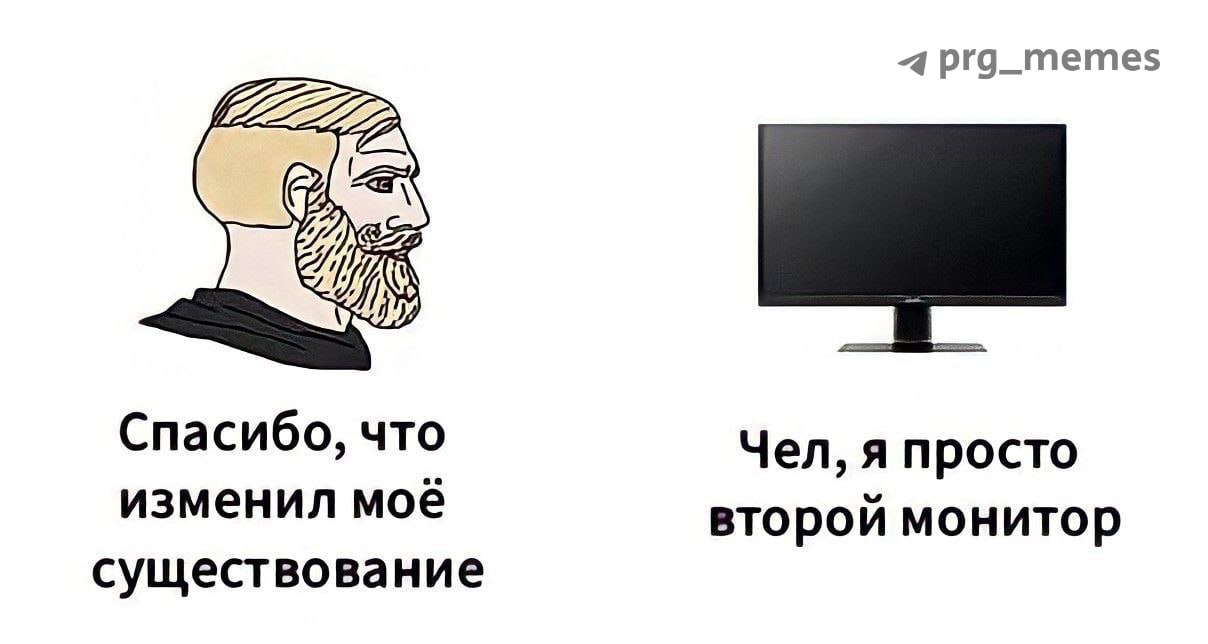 prg_memes
Спасибо, что
изменил моё
существование
Чел, я просто
второй монитор